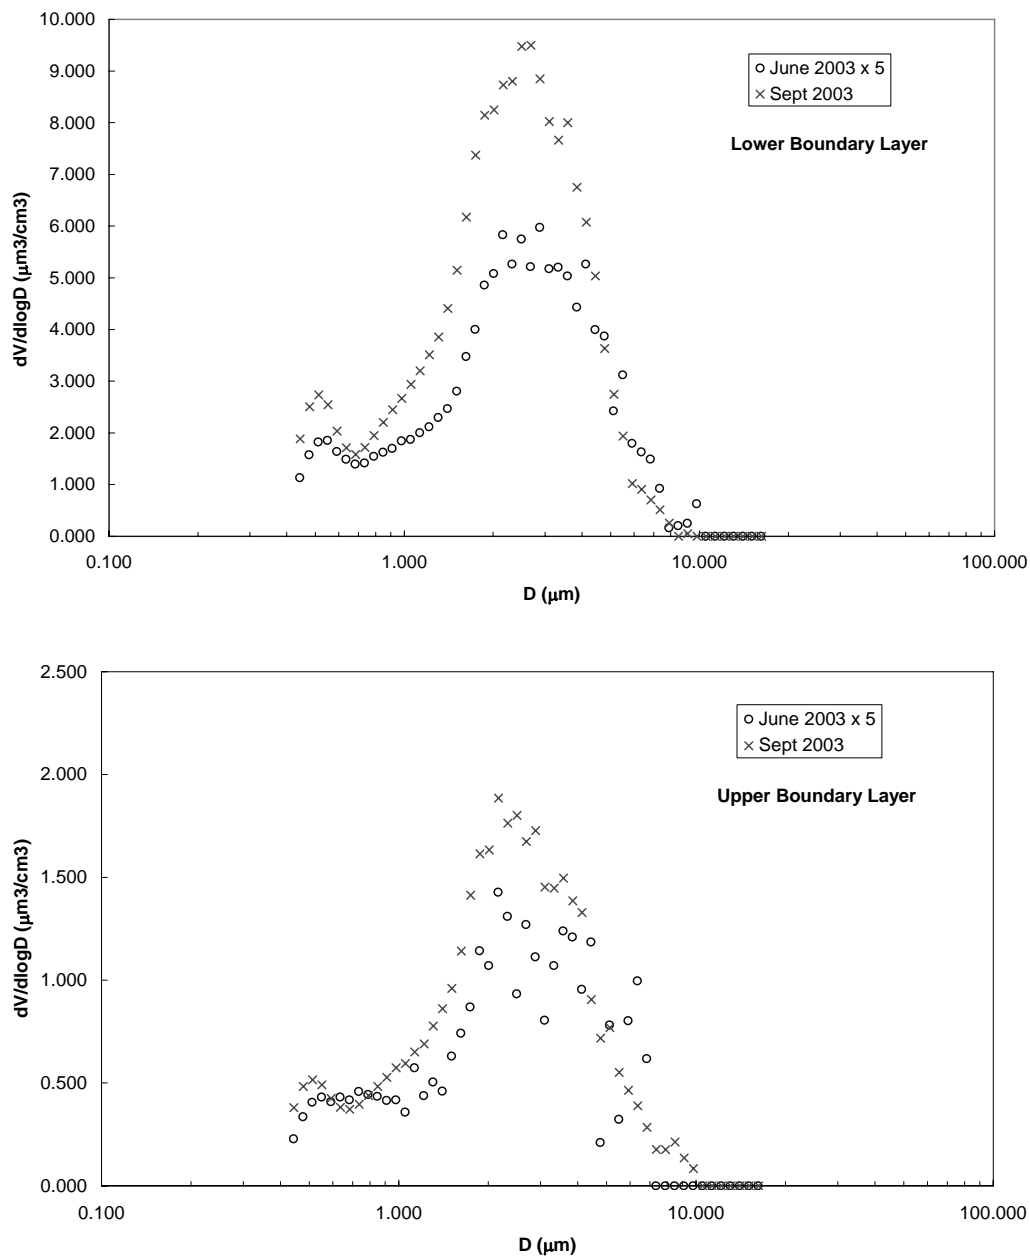 10.000
9.000
8.000
7.000
6.000
5.000
4.000
3.000
2.000
1.000
0.000
dV/dlogD (μm3/cm3)
June 2003 x 5
Sept 2003
Lower Boundary Layer
0.100 1.000 10.000 100.000
D (μm)
2.500
2.000
1.500
1.000
0.500
0.000
dV/dlogD (μm3/cm3)
June 2003 x 5
Sept 2003
Upper Boundary Layer
0.100 1.000 10.000 100.000
D (μm)